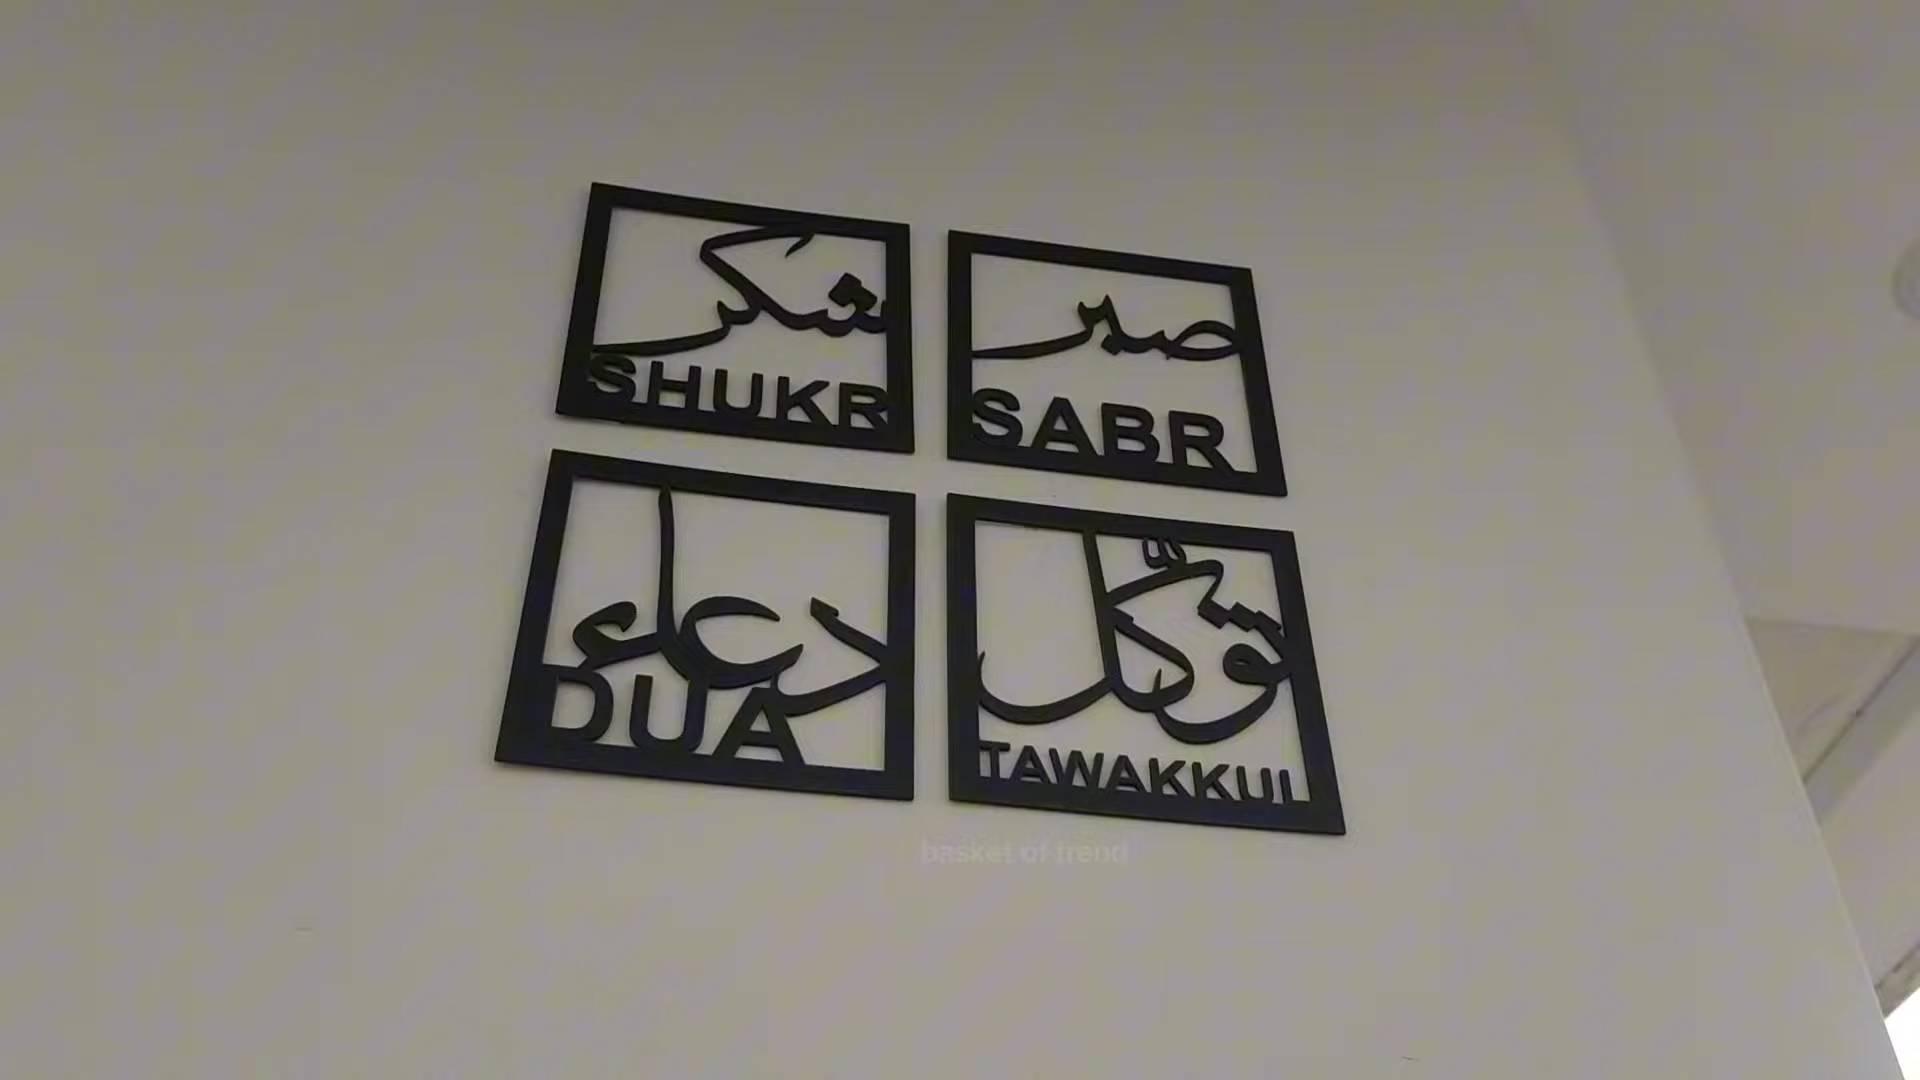 شكر
SHUKR
صبر
SABR
دعاء
DUA
توكّل
TAWAKKUL
basket of trend